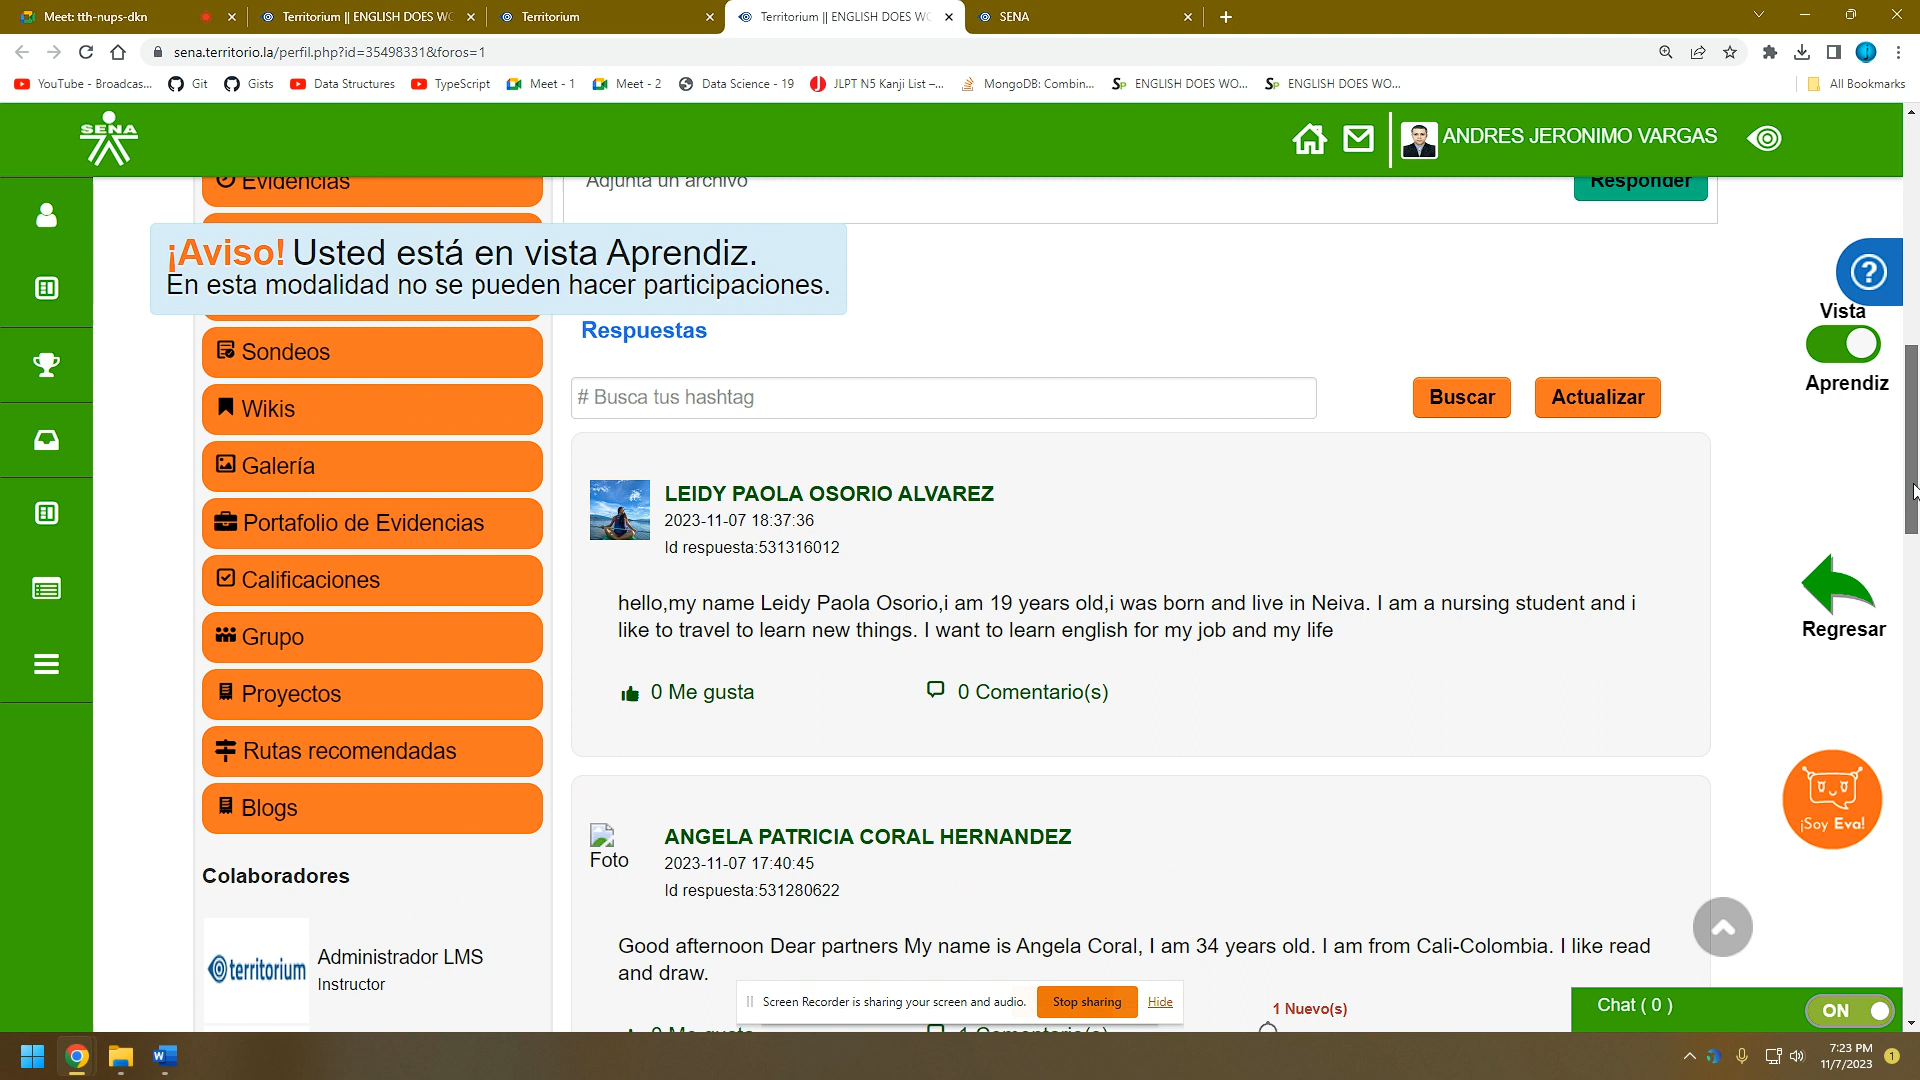 Meet: tth-nups-dkn
Territorium || ENGLISH DOES WO
Territorium
Territorium || ENGLISH DOES WO
SENA
sena.territorio.la/perfil.php?id=35498331&foros=1
YouTube - Broadcas...
Git
Gists
Data Structures
TypeScript
Meet - 1
Meet - 2
Data Science - 19
JLPT N5 Kanji List –...
MongoDB: Combin...
ENGLISH DOES WO...
ENGLISH DOES WO...
All Bookmarks
SENA
ANDRES JERONIMO VARGAS
Evidencias
Adjunta un archivo
Responder
¡Aviso! Usted está en vista Aprendiz.
En esta modalidad no se pueden hacer participaciones.
Vista
Aprendiz
Respuestas
Sondeos
# Busca tus hashtag
Buscar
Actualizar
Wikis
Galería
Portafolio de Evidencias
Calificaciones
Grupo
Proyectos
Rutas recomendadas
Blogs
LEIDY PAOLA OSORIO ALVAREZ
2023-11-07 18:37:36
Id respuesta:531316012
hello,my name Leidy Paola Osorio,i am 19 years old,i was born and live in Neiva. I am a nursing student and i
like to travel to learn new things. I want to learn english for my job and my life
0 Me gusta
0 Comentario(s)
Regresar
¡Soy Eva!
Foto
ANGELA PATRICIA CORAL HERNANDEZ
2023-11-07 17:40:45
Id respuesta:531280622
Good afternoon Dear partners My name is Angela Coral, I am 34 years old. I am from Cali-Colombia. I like read
and draw.
0 Me gusta
1 Comentario(s)
Colaboradores
territorium
Administrador LMS
Instructor
Screen Recorder is sharing your screen and audio.
Stop sharing
Hide
1 Nuevo(s)
Chat ( 0 )
ON
7:23 PM
11/7/2023
1